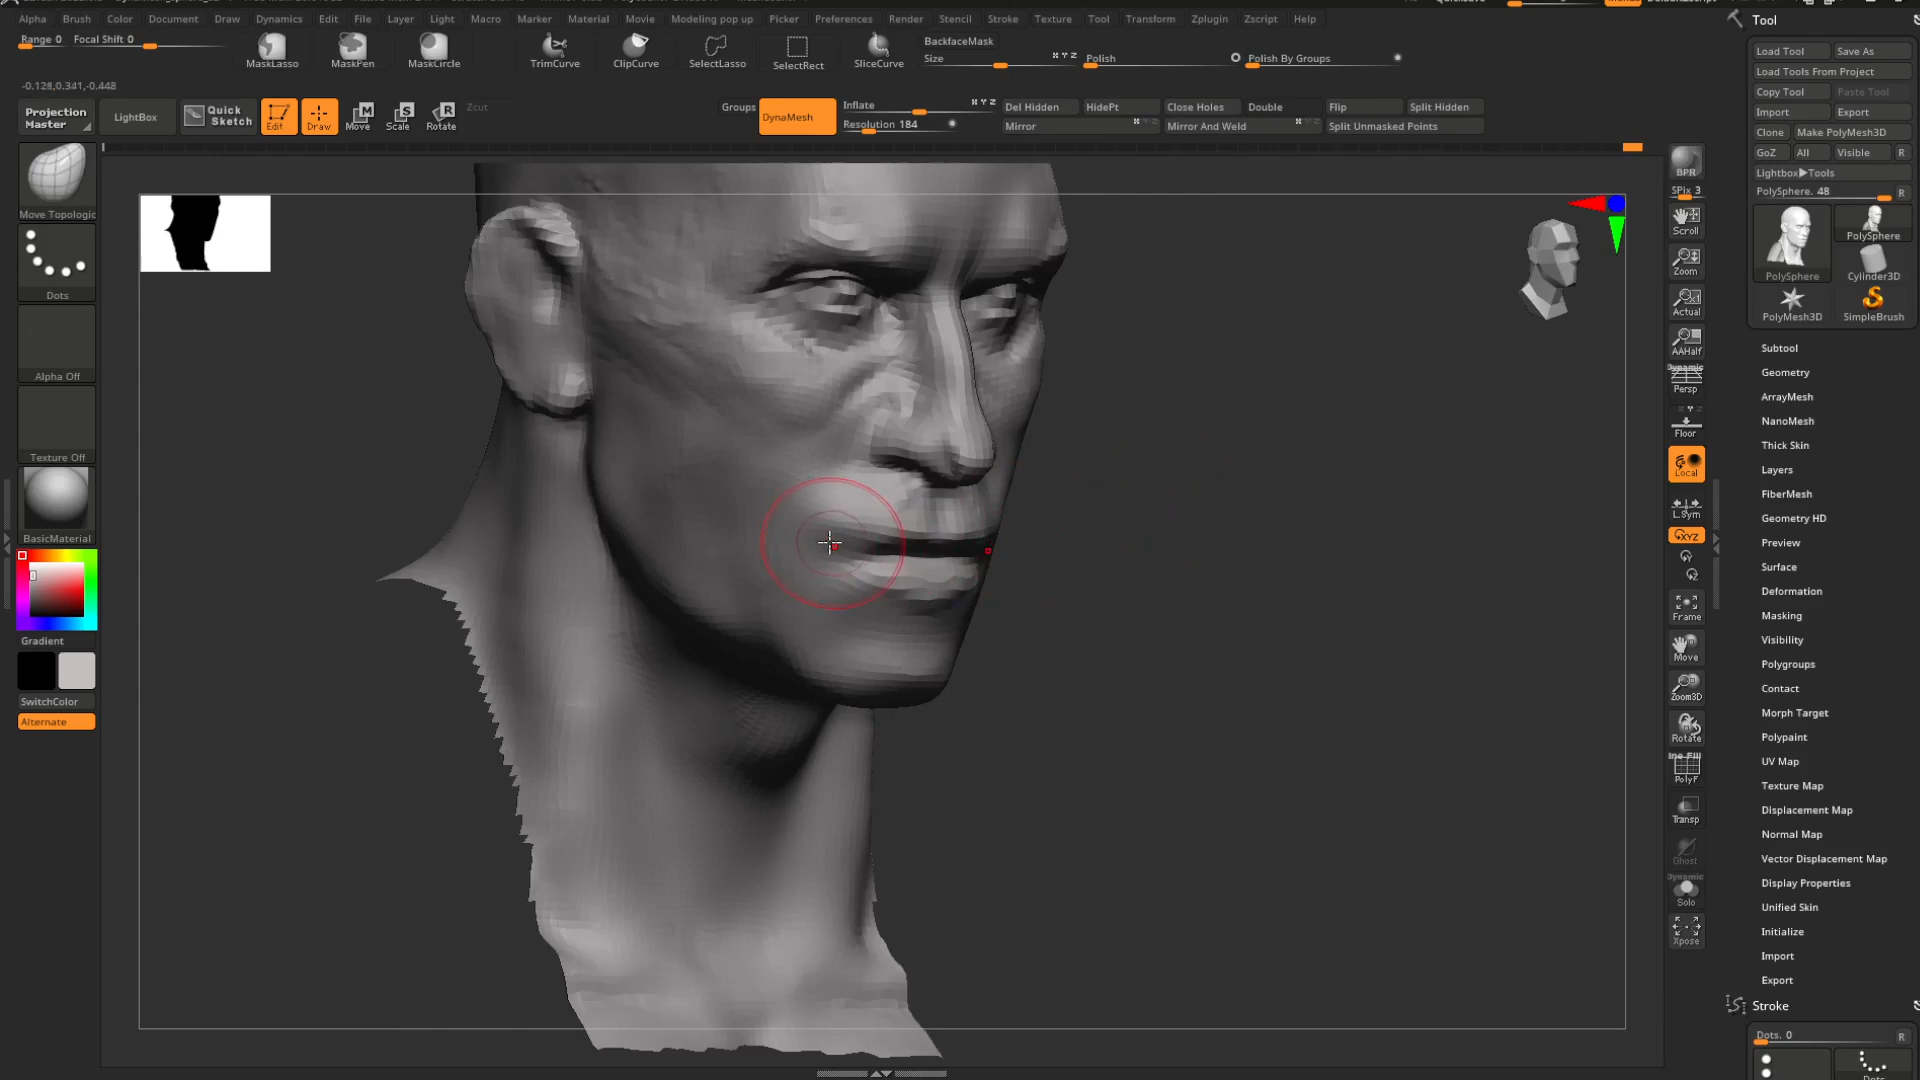 Alpha Brush Color Document Draw Dynamics Edit File Layer Light Macro Marker Material Movie Modeling pop up Picker Preferences Render Stencil Stroke Texture Tool Transform Zplugin Zscript Help
Range 0 Focal Shift 0
MaskLasso MaskPen MaskCircle TrimCurve ClipCurve SelectLasso SelectRect SliceCurve
BackfaceMask
Size Polish Polish By Groups
-0.128,0.341,-0.448
Projection Master
LightBox
Quick Sketch
Edit Draw Move Scale Rotate
Zcut
Groups DynaMesh
Inflate
Resolution 184
Del Hidden HidePt Close Holes Double Flip Split Hidden
Mirror Mirror And Weld Split Unmasked Points
Move Topologic
Dots
Alpha Off
Texture Off
BasicMaterial
Gradient
SwitchColor
Alternate
BPR
SPix 3
Scroll
Zoom
Actual
AAHalf
Dynamic
Persp
Floor
Local
L.Sym
XYZ
Frame
Move
Zoom3D
Rotate
PolyF
Transp
Ghost
Dynamic
Solo
Xpose
Tool
Load Tool Save As
Load Tools From Project
Copy Tool Paste Tool
Import Export
Clone Make PolyMesh3D
GoZ All Visible R
Lightbox▶Tools
PolySphere. 48 R
PolySphere
PolySphere Cylinder3D
PolyMesh3D SimpleBrush
Subtool
Geometry
ArrayMesh
NanoMesh
Thick Skin
Layers
FiberMesh
Geometry HD
Preview
Surface
Deformation
Masking
Visibility
Polygroups
Contact
Morph Target
Polypaint
UV Map
Texture Map
Displacement Map
Normal Map
Vector Displacement Map
Display Properties
Unified Skin
Initialize
Import
Export
Stroke
Dots. 0 R